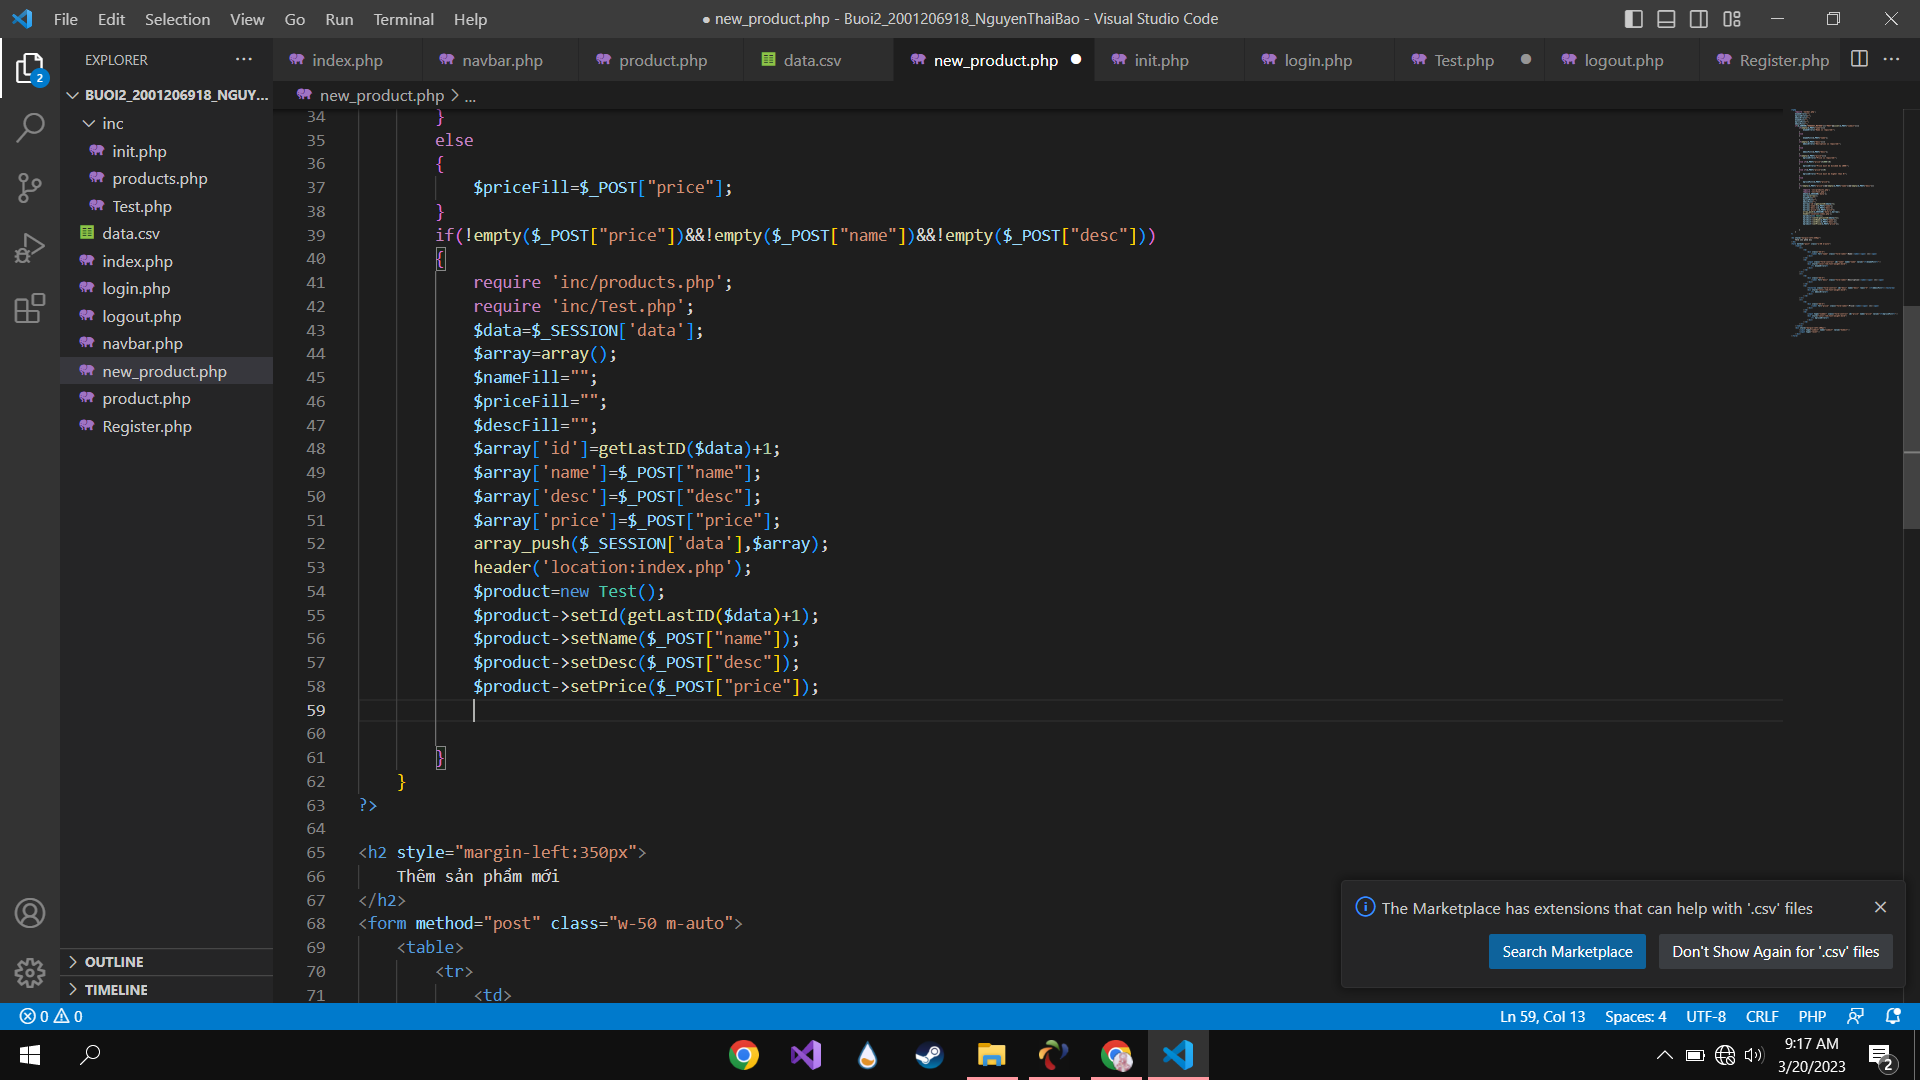 File Edit Selection View Go Run Terminal Help
● new_product.php - Buoi2_2001206918_NguyenThaiBao - Visual Studio Code
EXPLORER
index.php
navbar.php
product.php
data.csv
new_product.php
init.php
login.php
Test.php
logout.php
Register.php
2
BUOI2_2001206918_NGUY...
inc
init.php
products.php
Test.php
data.csv
index.php
login.php
logout.php
navbar.php
new_product.php
product.php
Register.php
OUTLINE
TIMELINE
new_product.php > ...
34 }
35 else
36 {
37 $priceFill=$_POST["price"];
38 }
39 if(!empty($_POST["price"])&&!empty($_POST["name"])&&!empty($_POST["desc"]))
40 {
41 require 'inc/products.php';
42 require 'inc/Test.php';
43 $data=$_SESSION['data'];
44 $array=array();
45 $nameFill="";
46 $priceFill="";
47 $descFill="";
48 $array['id']=getLastID($data)+1;
49 $array['name']=$_POST["name"];
50 $array['desc']=$_POST["desc"];
51 $array['price']=$_POST["price"];
52 array_push($_SESSION['data'],$array);
53 header('location:index.php');
54 $product=new Test();
55 $product->setId(getLastID($data)+1);
56 $product->setName($_POST["name"]);
57 $product->setDesc($_POST["desc"]);
58 $product->setPrice($_POST["price"]);
59
60
61 }
62 }
63 ?>
64
65 <h2 style="margin-left:350px">
66 Thêm sản phẩm mới
67 </h2>
68 <form method="post" class="w-50 m-auto">
69 <table>
70 <tr>
71 <td>
The Marketplace has extensions that can help with '.csv' files
Search Marketplace
Don't Show Again for '.csv' files
0 0
Ln 59, Col 13
Spaces: 4
UTF-8
CRLF
PHP
9:17 AM
3/20/2023
2